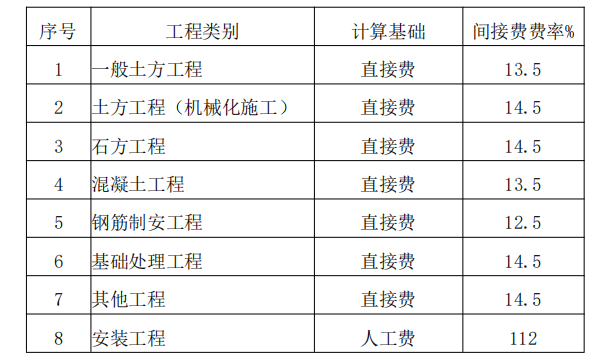 序号 工程类别 计算基础 间接费费率%
1 一般土方工程 直接费 13.5
2 土方工程（机械化施工） 直接费 14.5
3 石方工程 直接费 14.5
4 混凝土工程 直接费 13.5
5 钢筋制安工程 直接费 12.5
6 基础处理工程 直接费 14.5
7 其他工程 直接费 14.5
8 安装工程 人工费 112